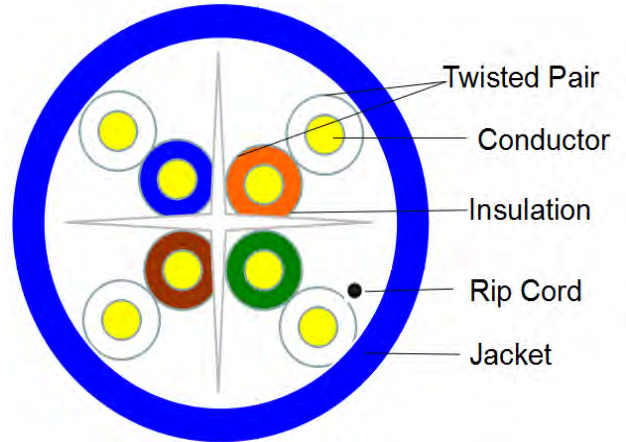 Twisted Pair
Conductor
Insulation
Rip Cord
Jacket